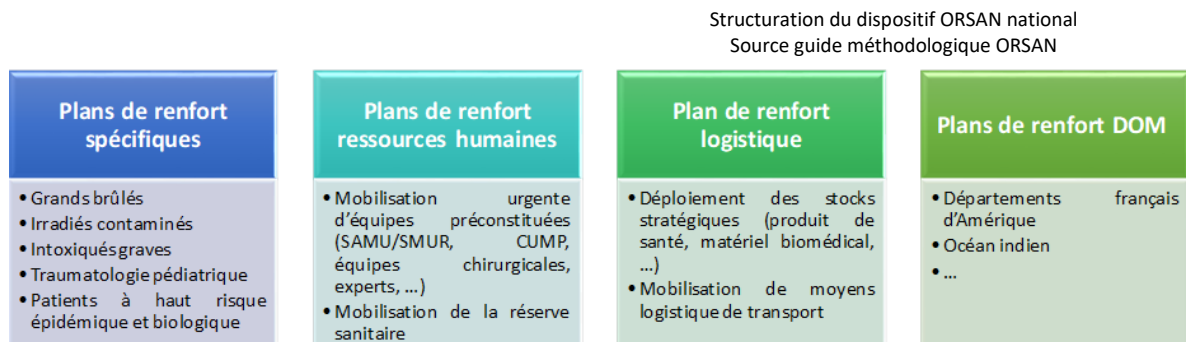 Structuration du dispositif ORSAN national
Source guide méthodologique ORSAN
Plans de renfort
spécifiques
• Grands brûlés
• Irradiés contaminés
• Intoxiqués graves
• Traumatologie pédiatrique
• Patients à haut risque
épidémique et biologique
Plans de renfort
ressources humaines
• Mobilisation urgente
d'équipes préconstituées
(SAMU/SMUR, CUMP,
équipes chirurgicales,
experts, ...)
• Mobilisation de la réserve
sanitaire
Plan de renfort
logistique
• Déploiement des stocks
stratégiques (produit de
santé, matériel biomédical,
...)
• Mobilisation de moyens
logistique de transport
Plans de renfort DOM
• Départements français
d'Amérique
• Océan indien
• ...